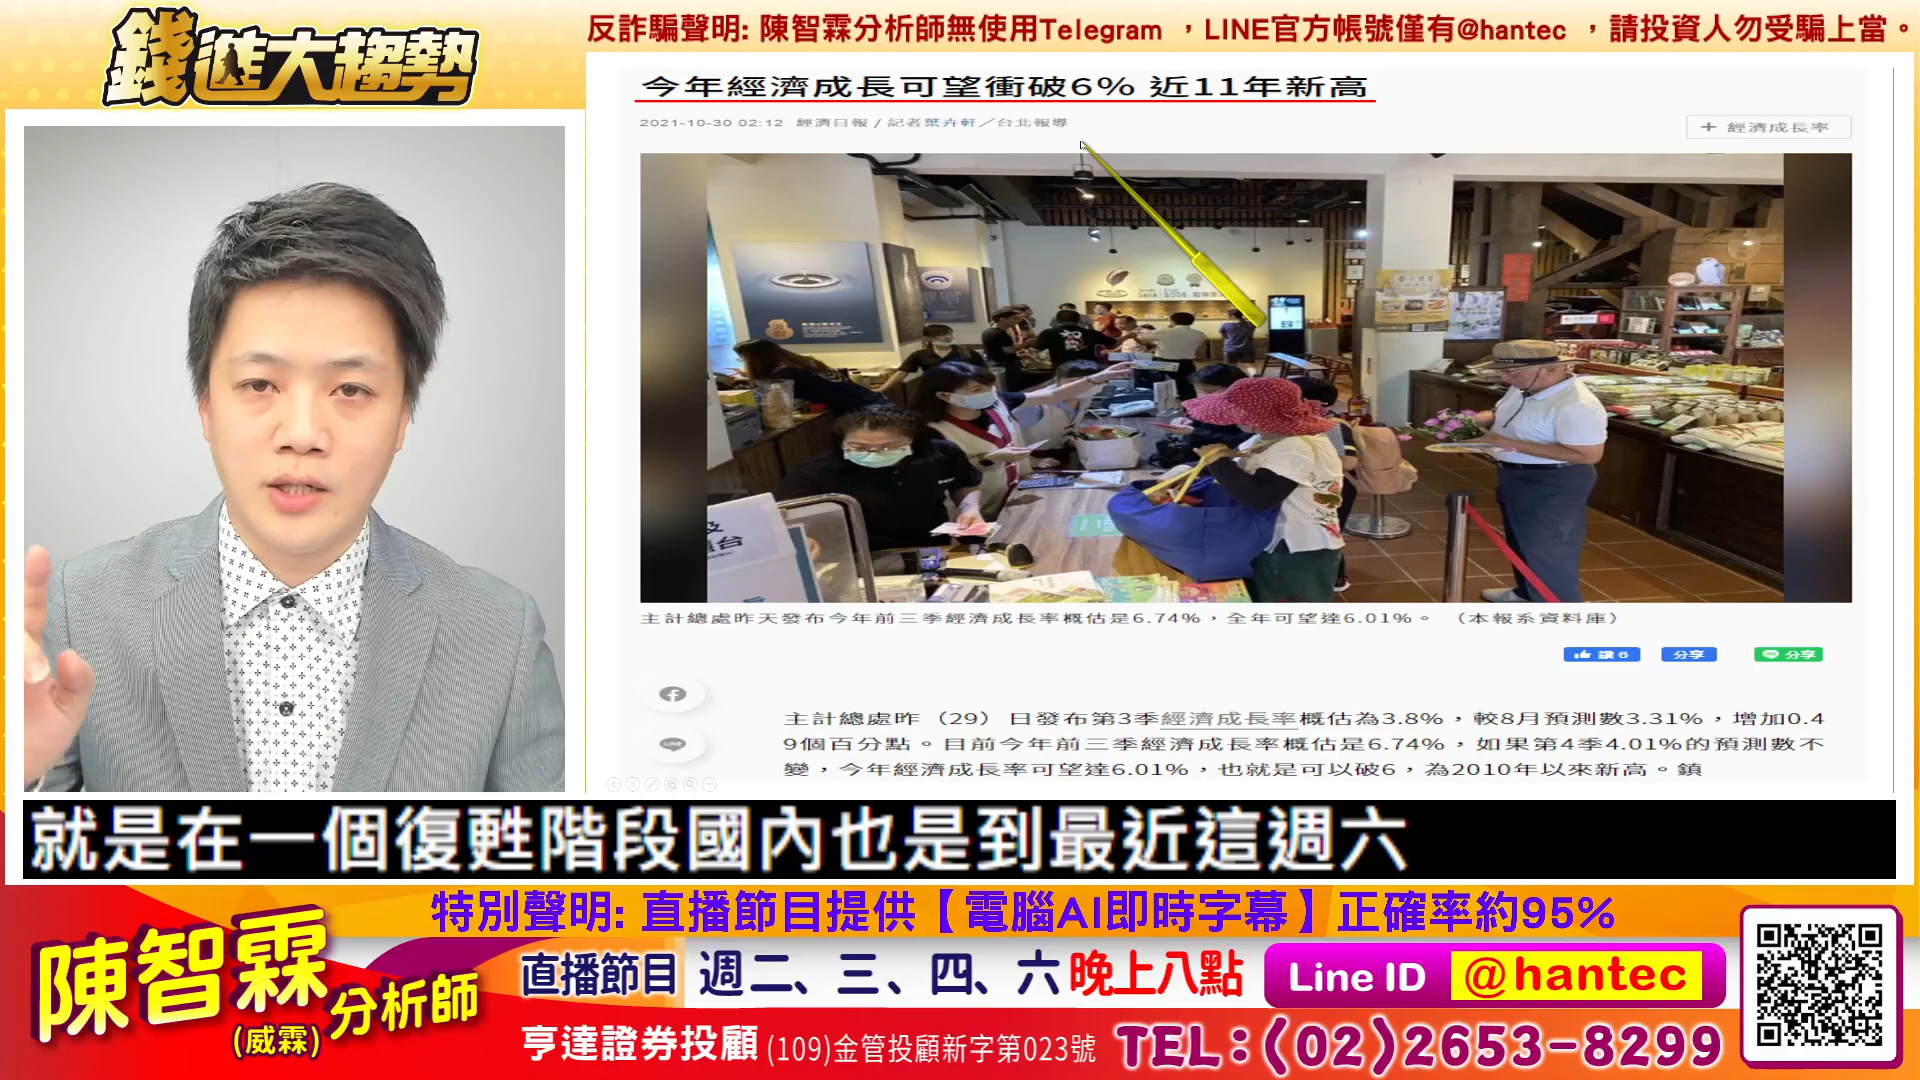 錢進大趨勢
反詐騙聲明: 陳智霖分析師無使用Telegram ，LINE官方帳號僅有@hantec ，請投資人勿受騙上當。
今年經濟成長可望衝破6% 近11年新高
2021-10-30 02:12 經濟日報 / 記者葉卉軒／台北報導
＋ 經濟成長率
主計總處昨天發布今年前三季經濟成長率概估是6.74%，全年可望達6.01%。（本報系資料庫）
讚 6 分享 分享
主計總處昨（29）日發布第3季經濟成長率概估為3.8%，較8月預測數3.31%，增加0.4
9個百分點。目前今年前三季經濟成長率概估是6.74%，如果第4季4.01%的預測數不
LINE
變，今年經濟成長率可望達6.01%，也就是可以破6，為2010年以來新高。鎮
就是在一個復甦階段國內也是到最近這週六
特別聲明: 直播節目提供【電腦AI即時字幕】正確率約95%
陳智霖分析師
(威霖)
直播節目 週二、三、四、六 晚上八點
Line ID @hantec
亨達證券投顧 (109)金管投顧新字第023號 TEL:(02)2653-8299